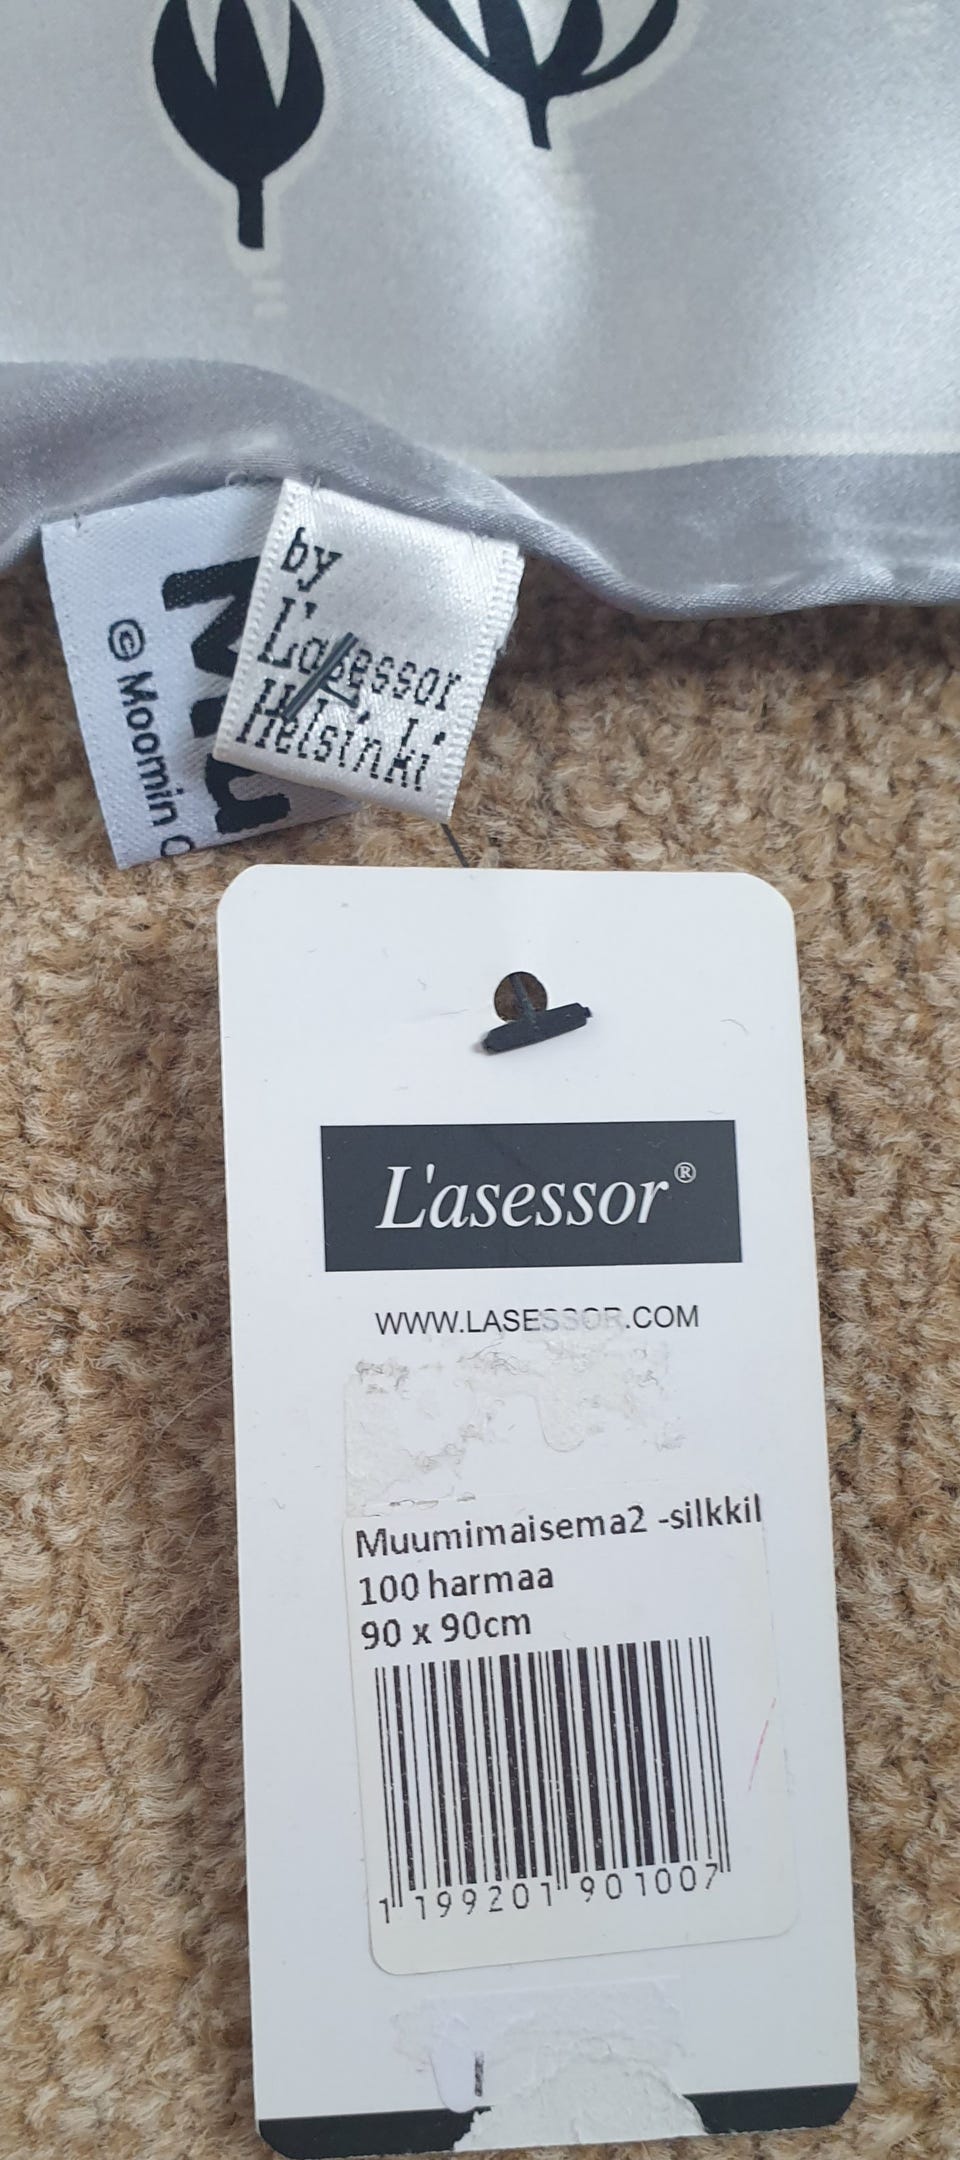 by
L'asessor
Helsinki
© Moomin
L'asessor®
WWW.LASESSOR.COM
Muumimaisema2 -silkkil
100 harmaa
90 x 90cm
1 199201 901007